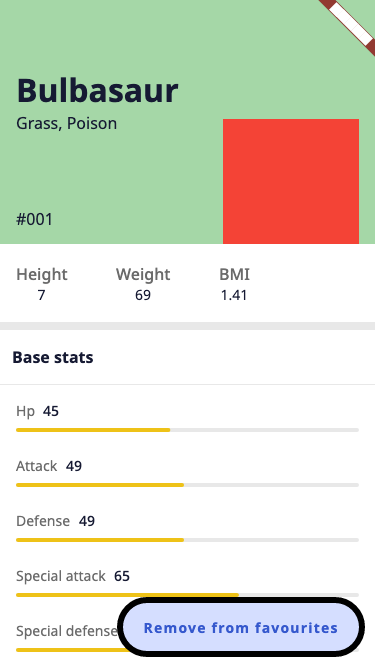 Bulbasaur
Grass, Poison
#001
Height Weight BMI
7 69 1.41
Base stats
Hp 45
Attack 49
Defense 49
Special attack 65
Special defense
Remove from favourites